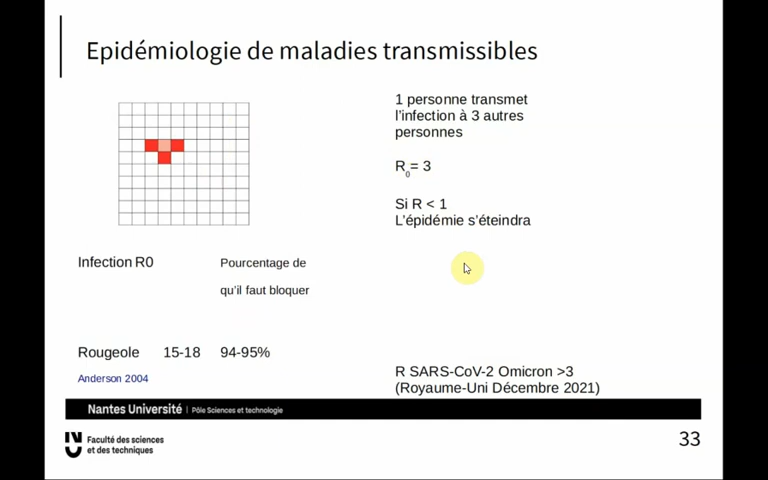 Epidémiologie de maladies transmissibles
1 personne transmet
l'infection à 3 autres
personnes
R0= 3
Si R < 1
L'épidémie s'éteindra
Infection R0 Pourcentage de
qu'il faut bloquer
Rougeole 15-18 94-95%
Anderson 2004
R SARS-CoV-2 Omicron >3
(Royaume-Uni Décembre 2021)
Nantes Université | Pôle Sciences et technologie
Faculté des sciences
et des techniques
33